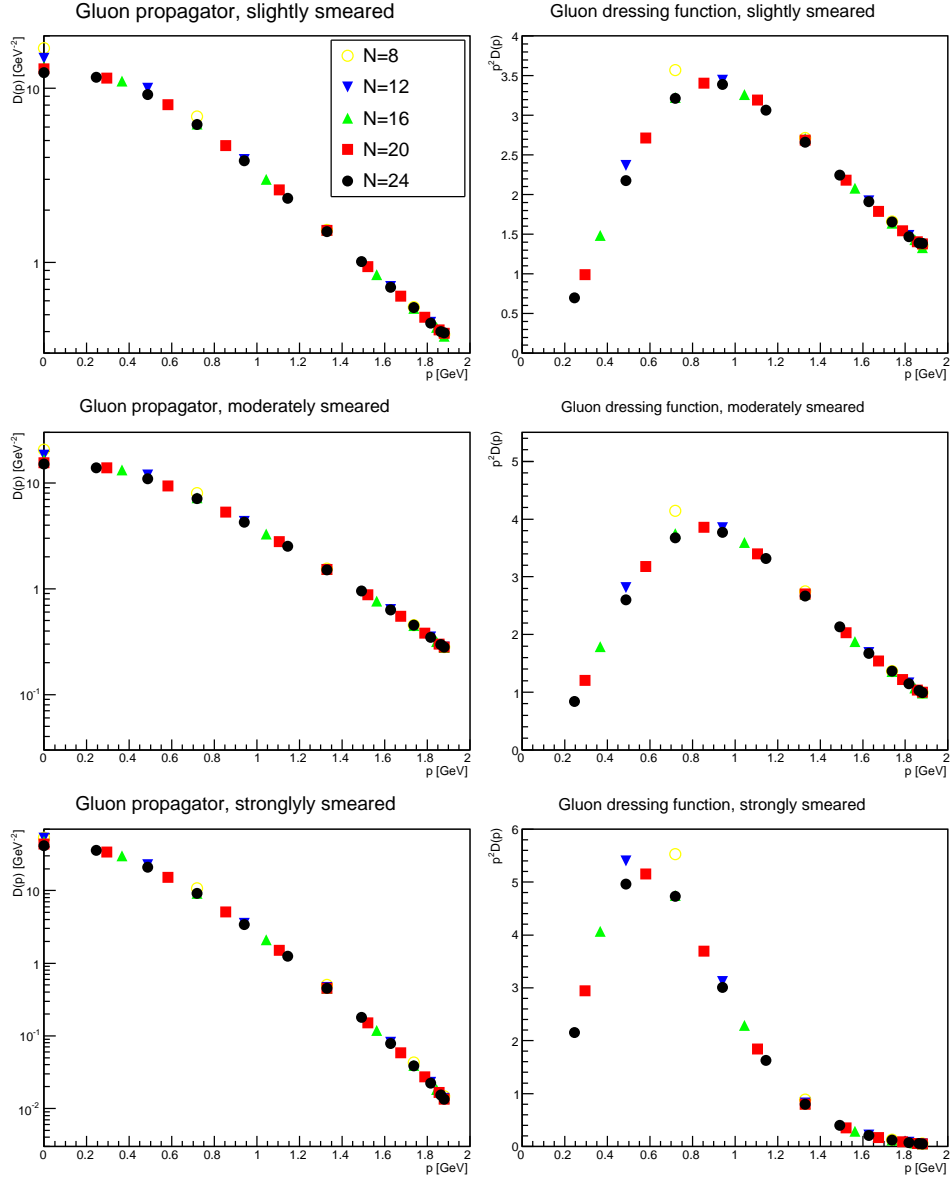 Gluon propagator, slightly smeared
D(p) [GeV⁻²]
10
1
0 0.2 0.4 0.6 0.8 1 1.2 1.4 1.6 1.8 2
p [GeV]
N=8
N=12
N=16
N=20
N=24
Gluon dressing function, slightly smeared
p²D(p)
4
3.5
3
2.5
2
1.5
1
0.5
0
0 0.2 0.4 0.6 0.8 1 1.2 1.4 1.6 1.8 2
p [GeV]
Gluon propagator, moderately smeared
D(p) [GeV⁻²]
10
1
10⁻¹
0 0.2 0.4 0.6 0.8 1 1.2 1.4 1.6 1.8 2
p [GeV]
Gluon dressing function, moderately smeared
p²D(p)
5
4
3
2
1
0
0 0.2 0.4 0.6 0.8 1 1.2 1.4 1.6 1.8 2
p [GeV]
Gluon propagator, stronglyly smeared
D(p) [GeV⁻²]
10
1
10⁻¹
10⁻²
0 0.2 0.4 0.6 0.8 1 1.2 1.4 1.6 1.8 2
p [GeV]
Gluon dressing function, strongly smeared
p²D(p)
6
5
4
3
2
1
0
0 0.2 0.4 0.6 0.8 1 1.2 1.4 1.6 1.8 2
p [GeV]